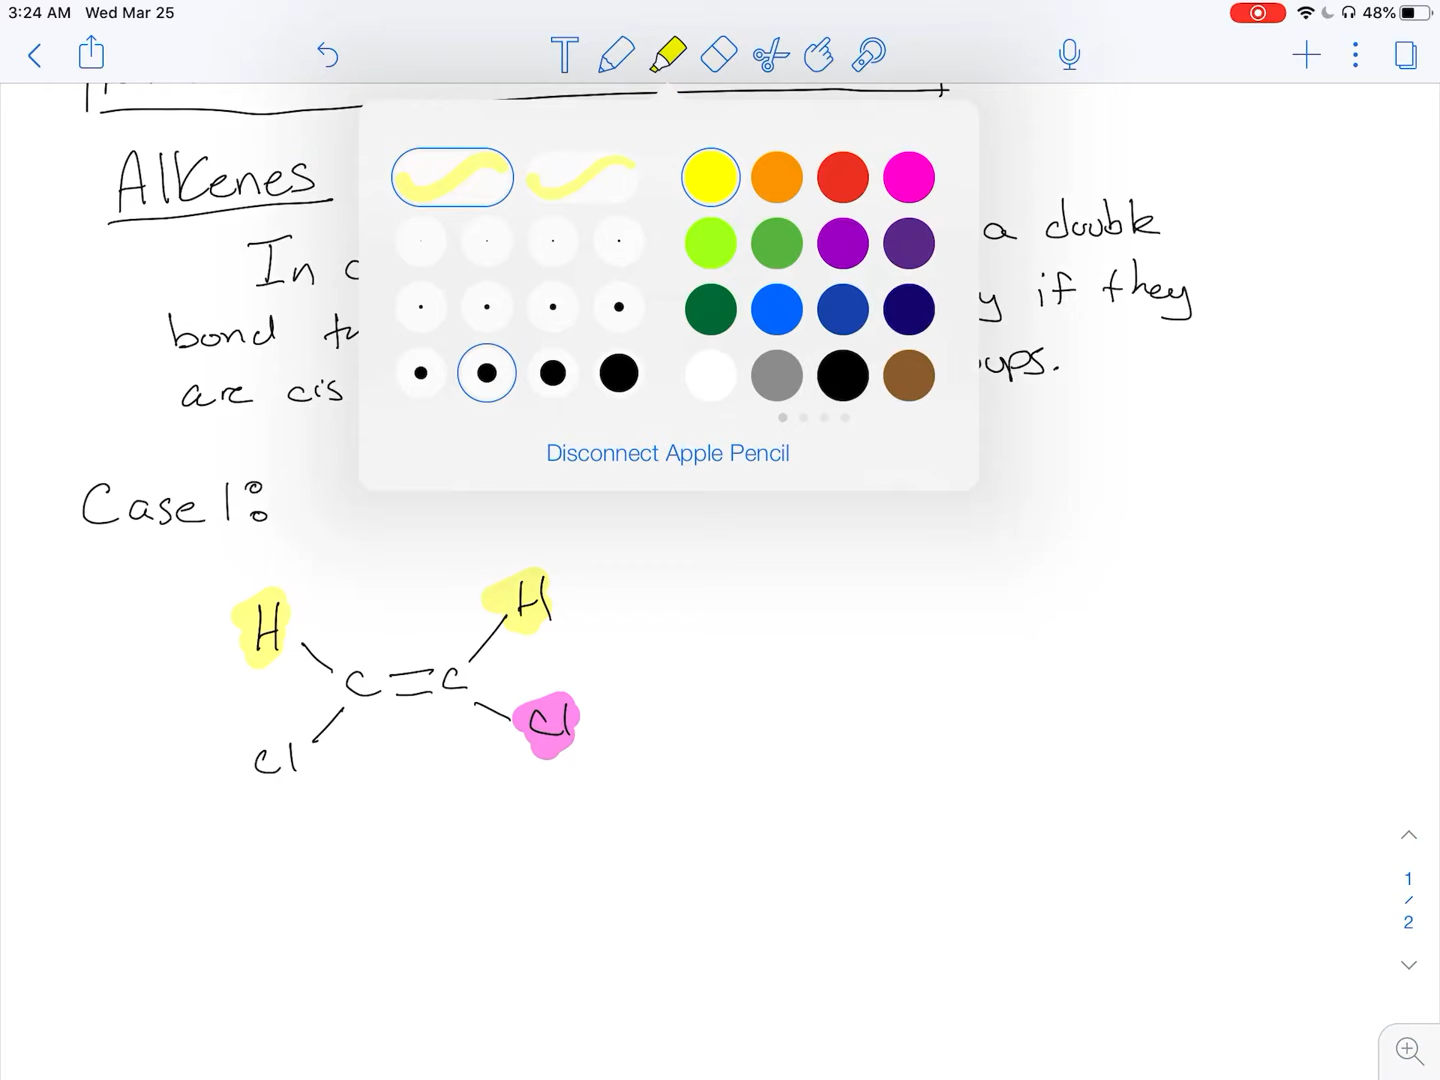 3:24 AM Wed Mar 25
48%
T
Alkenes
In a double
bond if they
are cis
Disconnect Apple Pencil
Case 1:
H H
C = C
Cl Cl
1
/
2